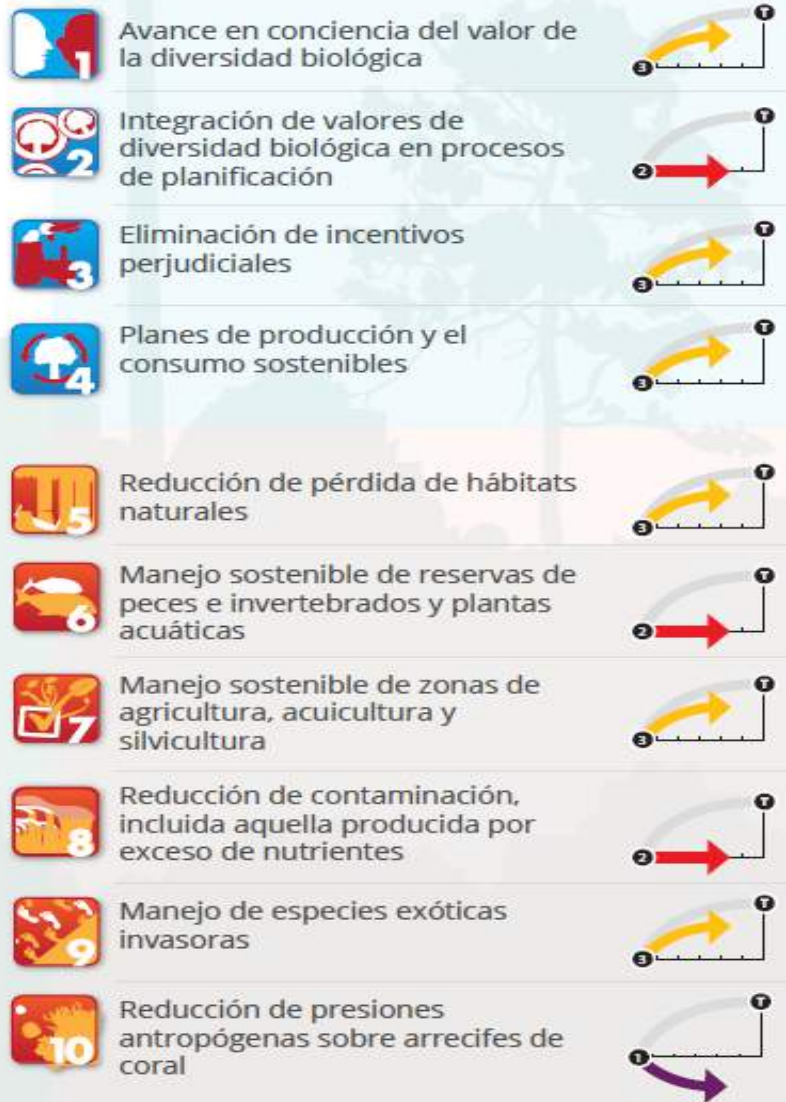 1
Avance en conciencia del valor de
la diversidad biológica
T
3
2
Integración de valores de
diversidad biológica en procesos
de planificación
T
2
3
Eliminación de incentivos
perjudiciales
T
3
4
Planes de producción y el
consumo sostenibles
T
3
5
Reducción de pérdida de hábitats
naturales
T
3
6
Manejo sostenible de reservas de
peces e invertebrados y plantas
acuáticas
T
2
7
Manejo sostenible de zonas de
agricultura, acuicultura y
silvicultura
T
3
8
Reducción de contaminación,
incluida aquella producida por
exceso de nutrientes
T
2
9
Manejo de especies exóticas
invasoras
T
3
10
Reducción de presiones
antropógenas sobre arrecifes de
coral
T
1